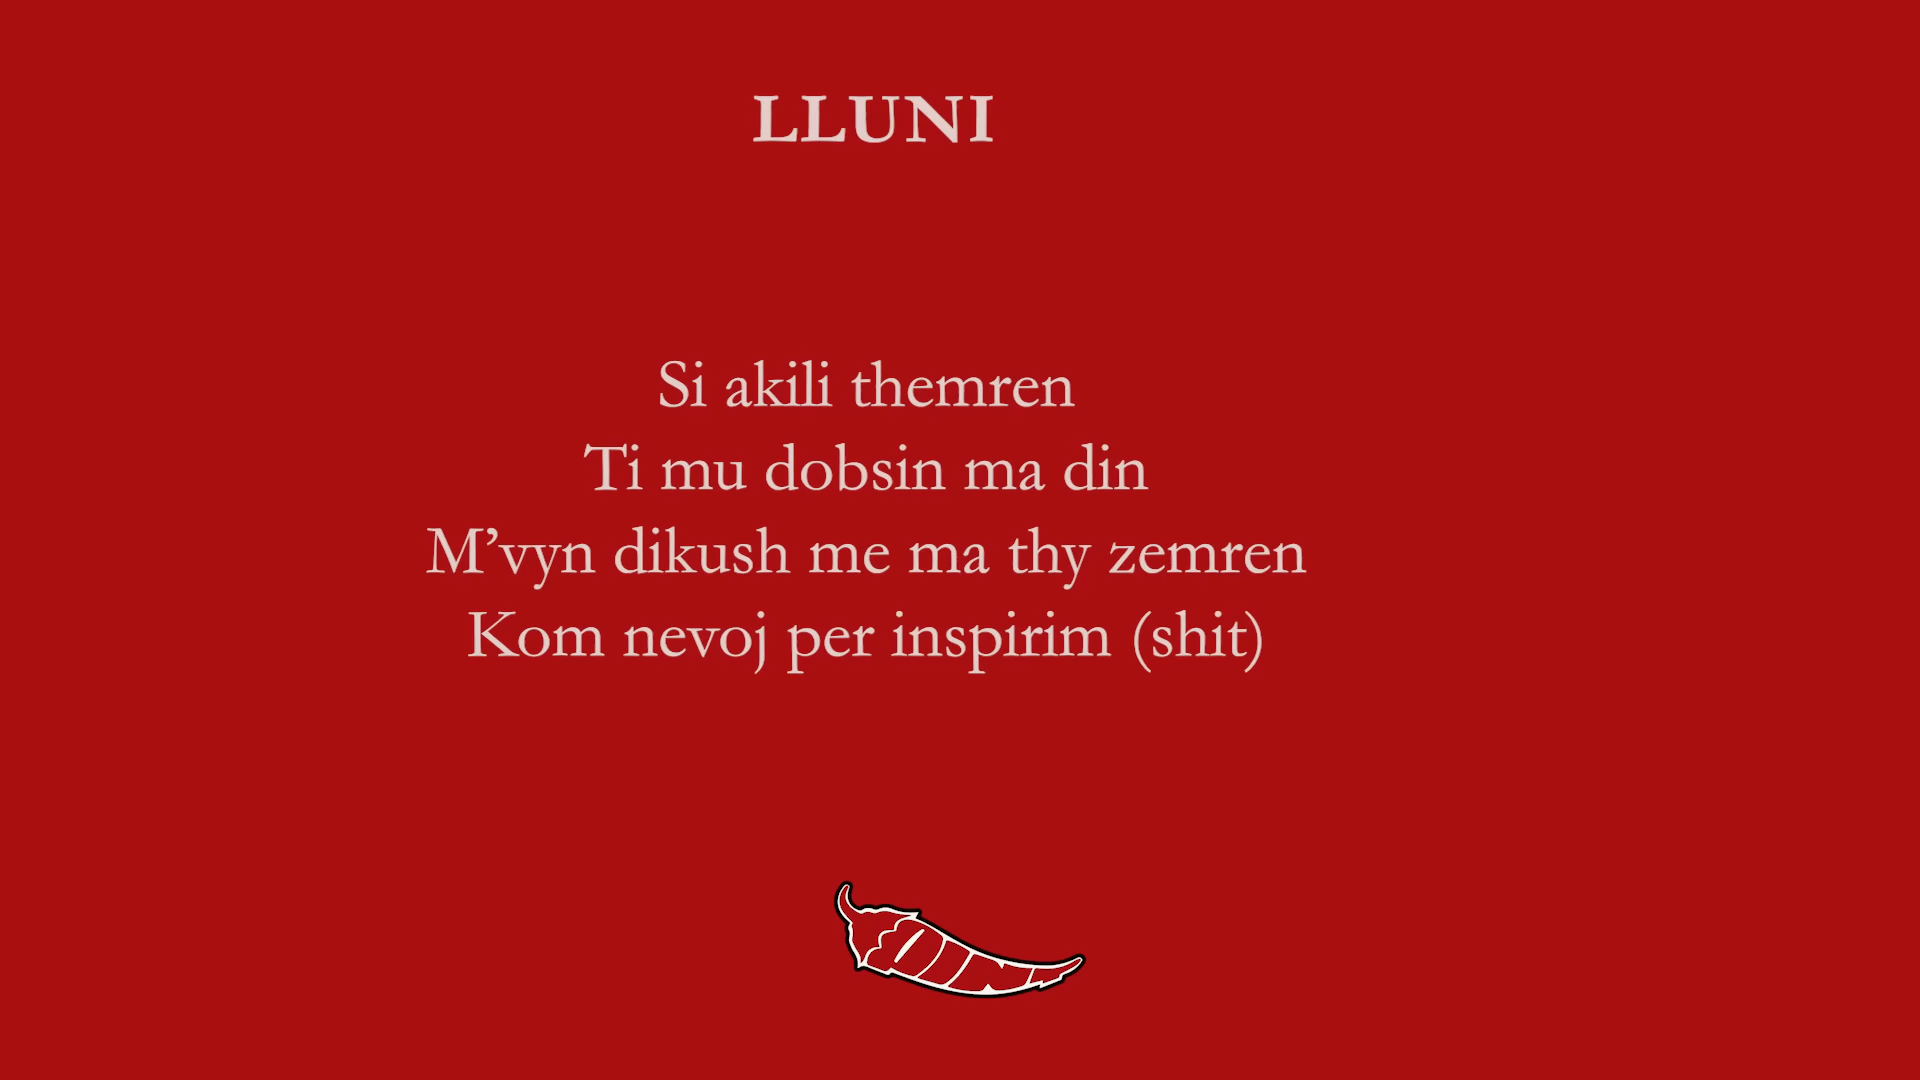 LLUNI
Si akili themren
Ti mu dobsin ma din
M’vyn dikush me ma thy zemren
Kom nevoj per inspirim (shit)